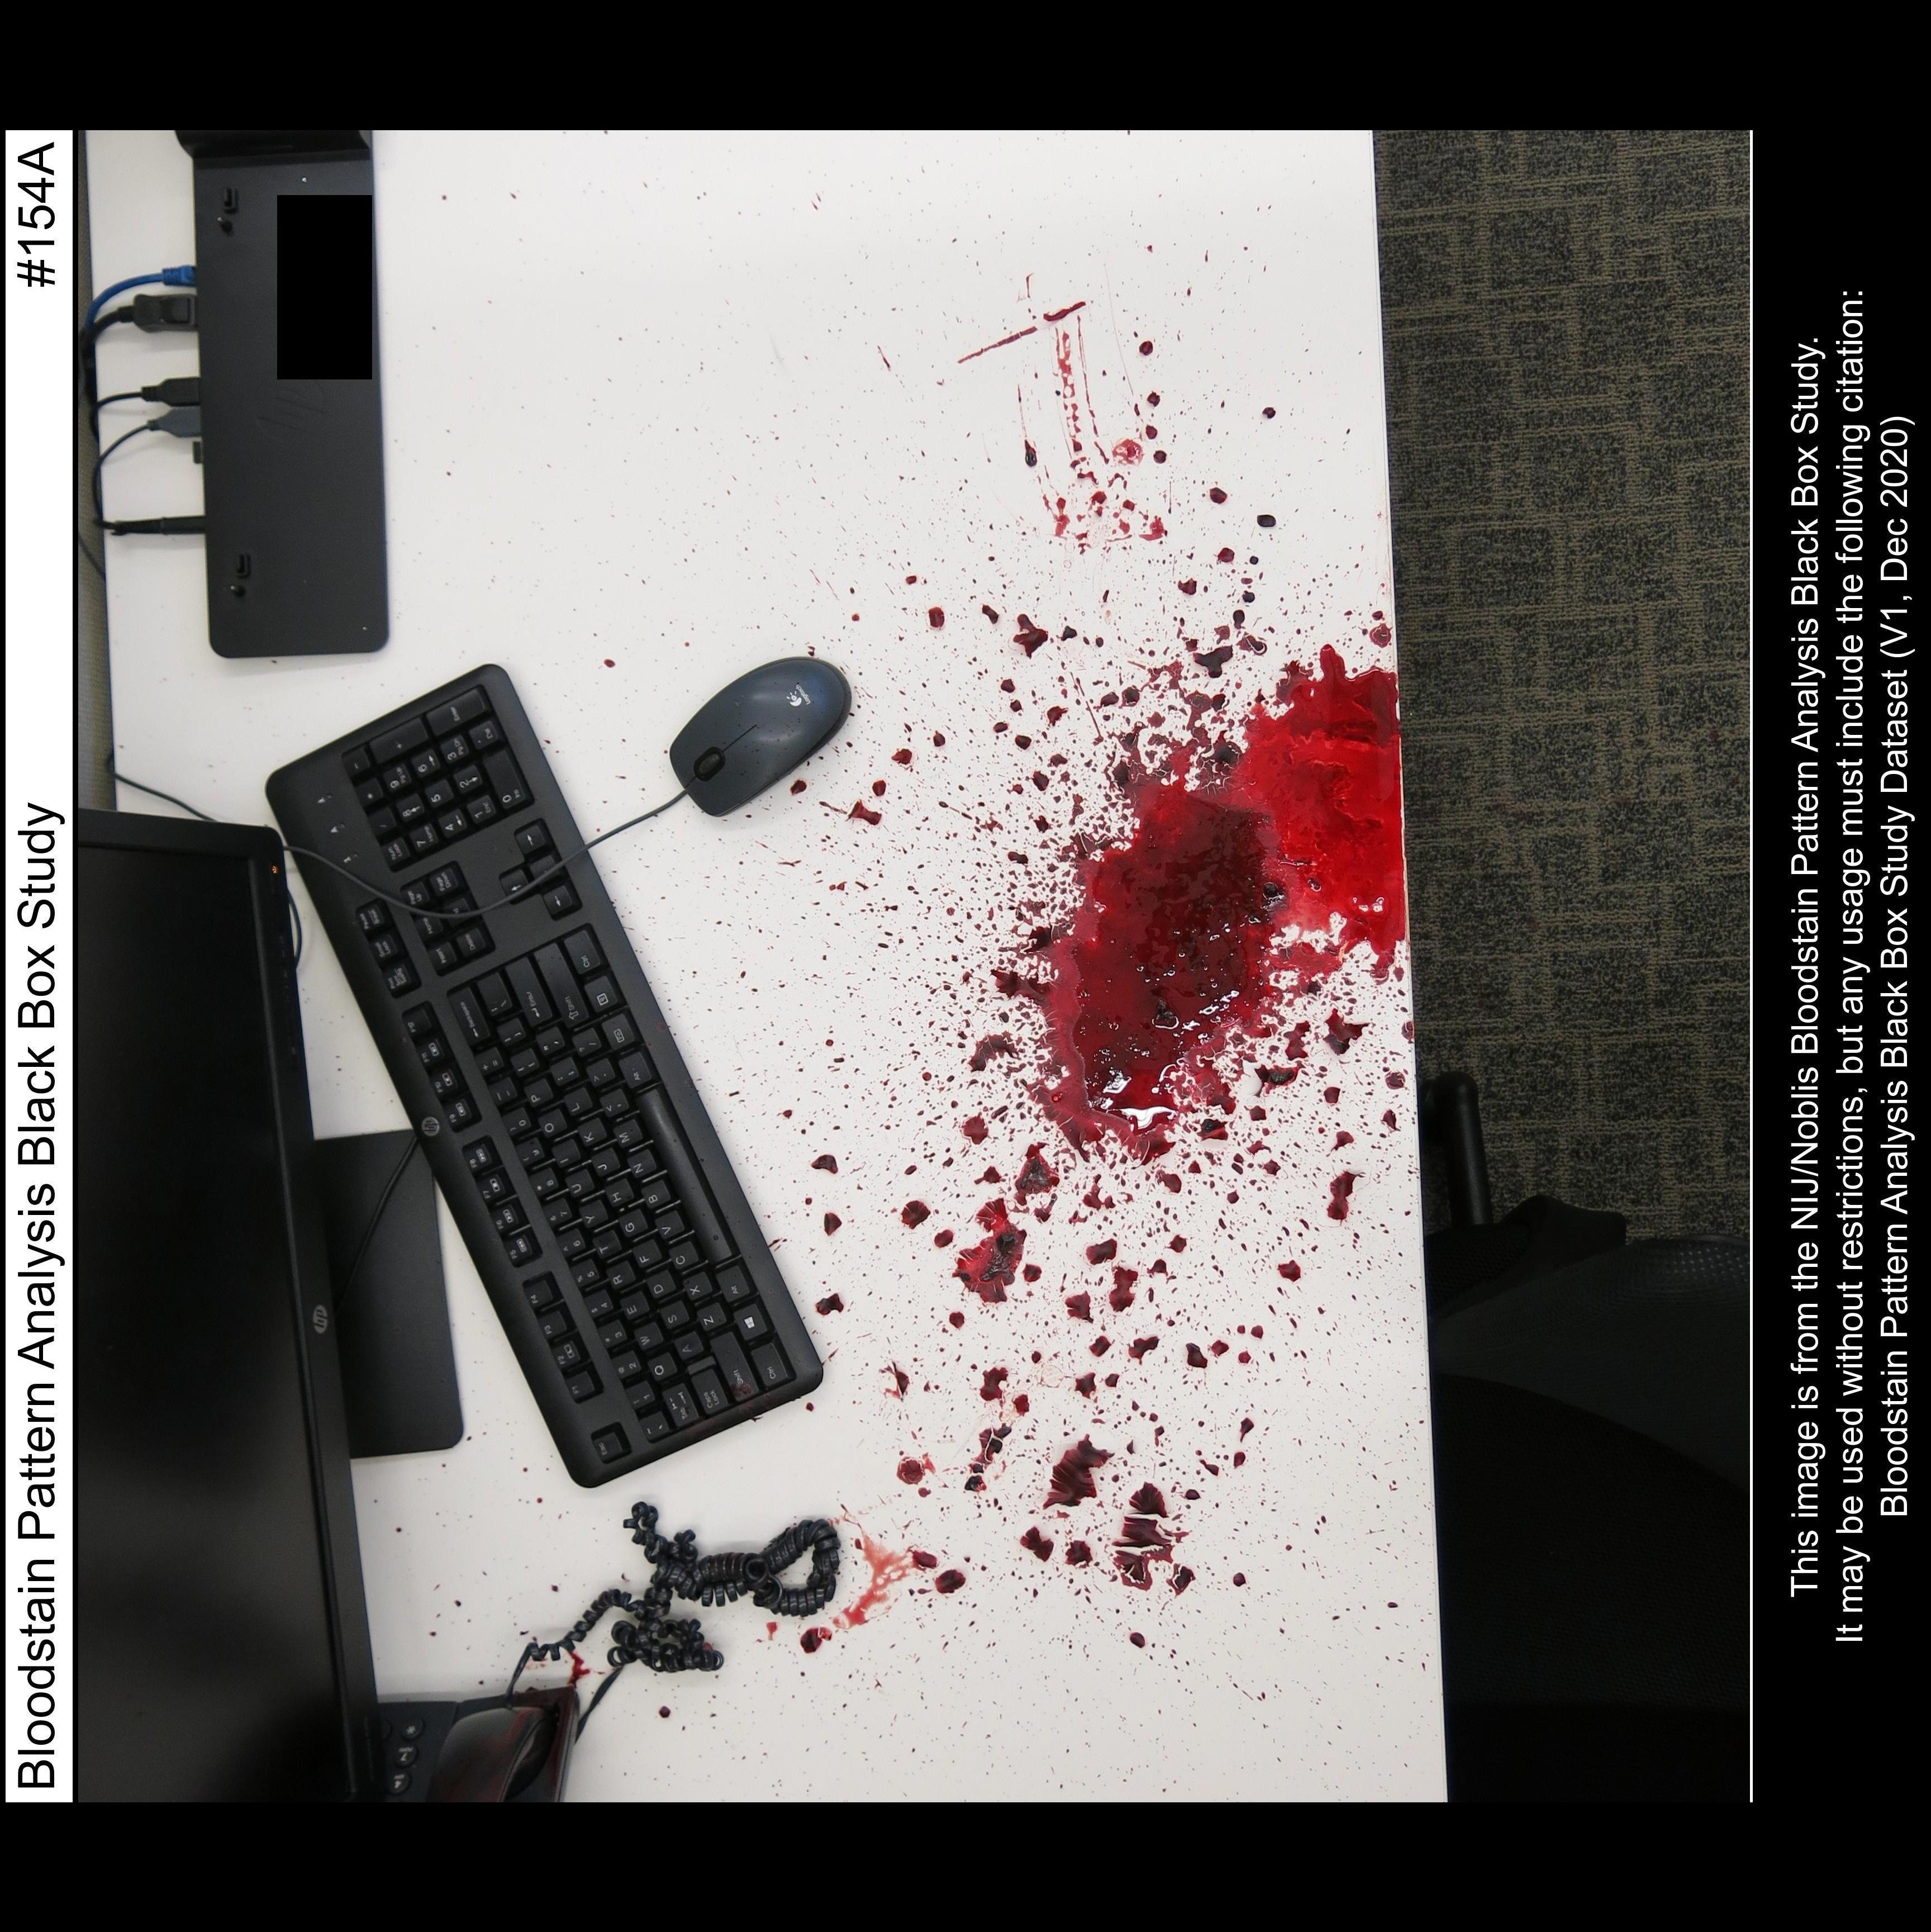 Bloodstain Pattern Analysis Black Box Study #154A
hp
Logitech
This image is from the NIJ/Noblis Bloodstain Pattern Analysis Black Box Study.
It may be used without restrictions, but any usage must include the following citation:
Bloodstain Pattern Analysis Black Box Study Dataset (V1, Dec 2020)